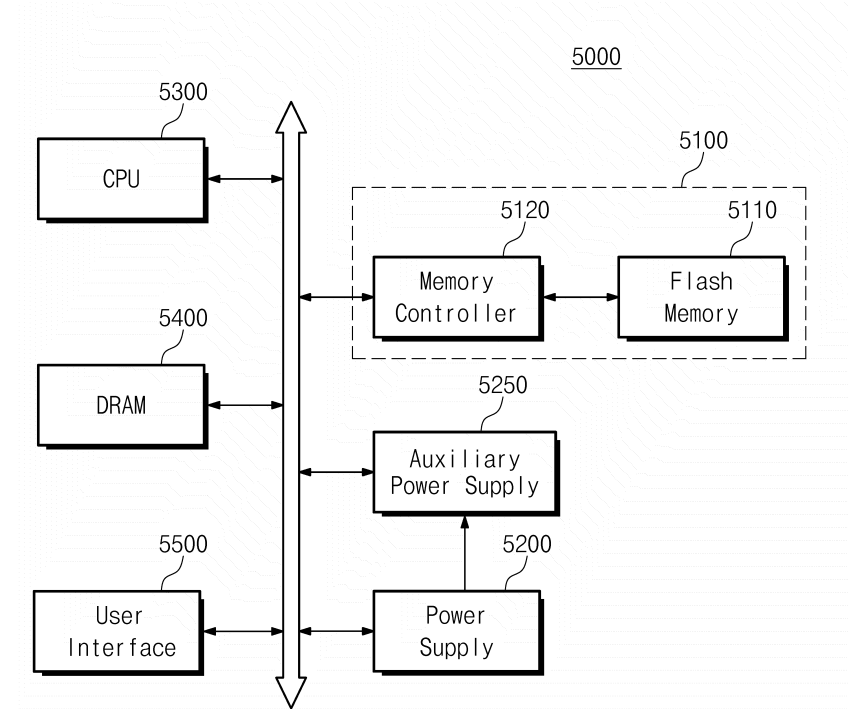 5000
5300
CPU
5100
5120
Memory
Controller
5110
Flash
Memory
5400
DRAM
5250
Auxiliary
Power Supply
5500
User
Interface
5200
Power
Supply